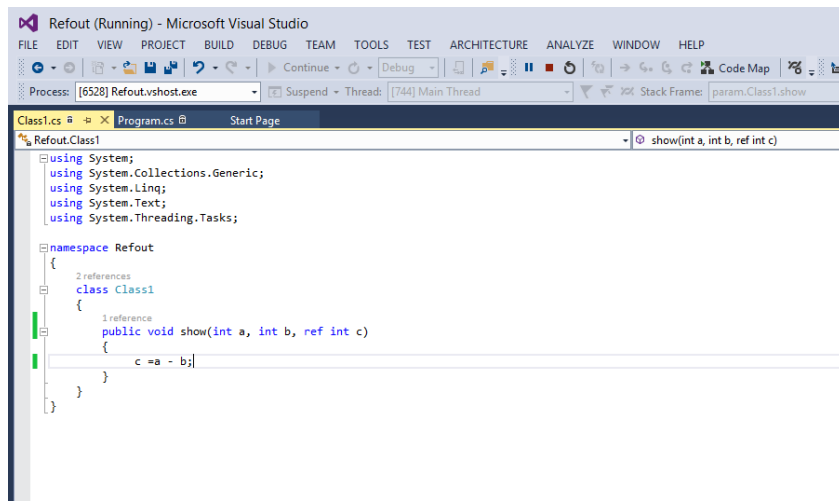 Refout (Running) - Microsoft Visual Studio
FILE EDIT VIEW PROJECT BUILD DEBUG TEAM TOOLS TEST ARCHITECTURE ANALYZE WINDOW HELP
Continue Debug Code Map
Process: [6528] Refout.vshost.exe Suspend Thread: [744] Main Thread Stack Frame: param.Class1.show
Class1.cs Program.cs Start Page
Refout.Class1 show(int a, int b, ref int c)
using System;
using System.Collections.Generic;
using System.Linq;
using System.Text;
using System.Threading.Tasks;
namespace Refout
{
2 references
class Class1
{
1 reference
public void show(int a, int b, ref int c)
{
c =a - b;
}
}
}